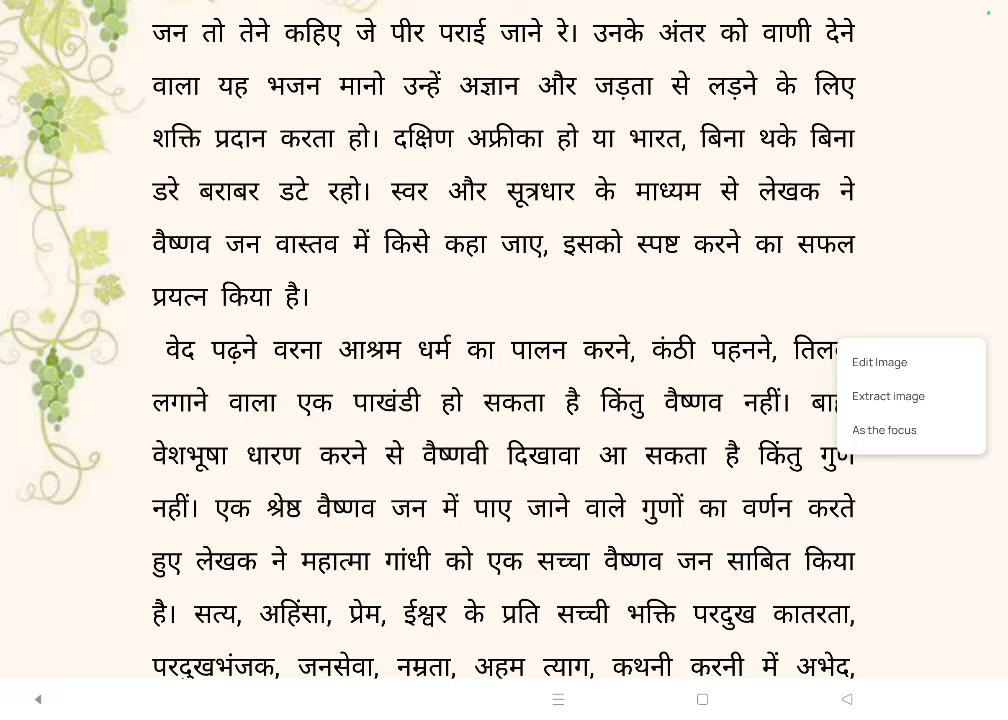 जन तो तेने कहिए जे पीर पराई जाने रे। उनके अंतर को वाणी देने
वाला यह भजन मानो उन्हें अज्ञान और जड़ता से लड़ने के लिए
शक्ति प्रदान करता हो। दक्षिण अफ्रीका हो या भारत, बिना थके बिना
डरे बराबर डटे रहो। स्वर और सूत्रधार के माध्यम से लेखक ने
वैष्णव जन वास्तव में किसे कहा जाए, इसको स्पष्ट करने का सफल
प्रयत्न किया है।
वेद पढ़ने वरना आश्रम धर्म का पालन करने, कंठी पहनने,
लगाने वाला एक पाखंडी हो सकता है किंतु वैष्णव नहीं।
वेशभूषा धारण करने से वैष्णवी दिखावा आ सकता है किंतु गुण
नहीं। एक श्रेष्ठ वैष्णव जन में पाए जाने वाले गुणों का वर्णन करते
हुए लेखक ने महात्मा गांधी को एक सच्चा वैष्णव जन साबित किया
है। सत्य, अहिंसा, प्रेम, ईश्वर के प्रति सच्ची भक्ति परदुख कातरता,
परदुखभंजक, जनसेवा, नम्रता, अहम त्याग, कथनी करनी में अभेद,
Edit Image
Extract image
As the focus